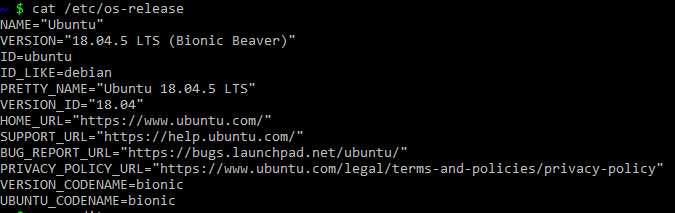 ~ $ cat /etc/os-release
NAME="Ubuntu"
VERSION="18.04.5 LTS (Bionic Beaver)"
ID=ubuntu
ID_LIKE=debian
PRETTY_NAME="Ubuntu 18.04.5 LTS"
VERSION_ID="18.04"
HOME_URL="https://www.ubuntu.com/"
SUPPORT_URL="https://help.ubuntu.com/"
BUG_REPORT_URL="https://bugs.launchpad.net/ubuntu/"
PRIVACY_POLICY_URL="https://www.ubuntu.com/legal/terms-and-policies/privacy-policy"
VERSION_CODENAME=bionic
UBUNTU_CODENAME=bionic